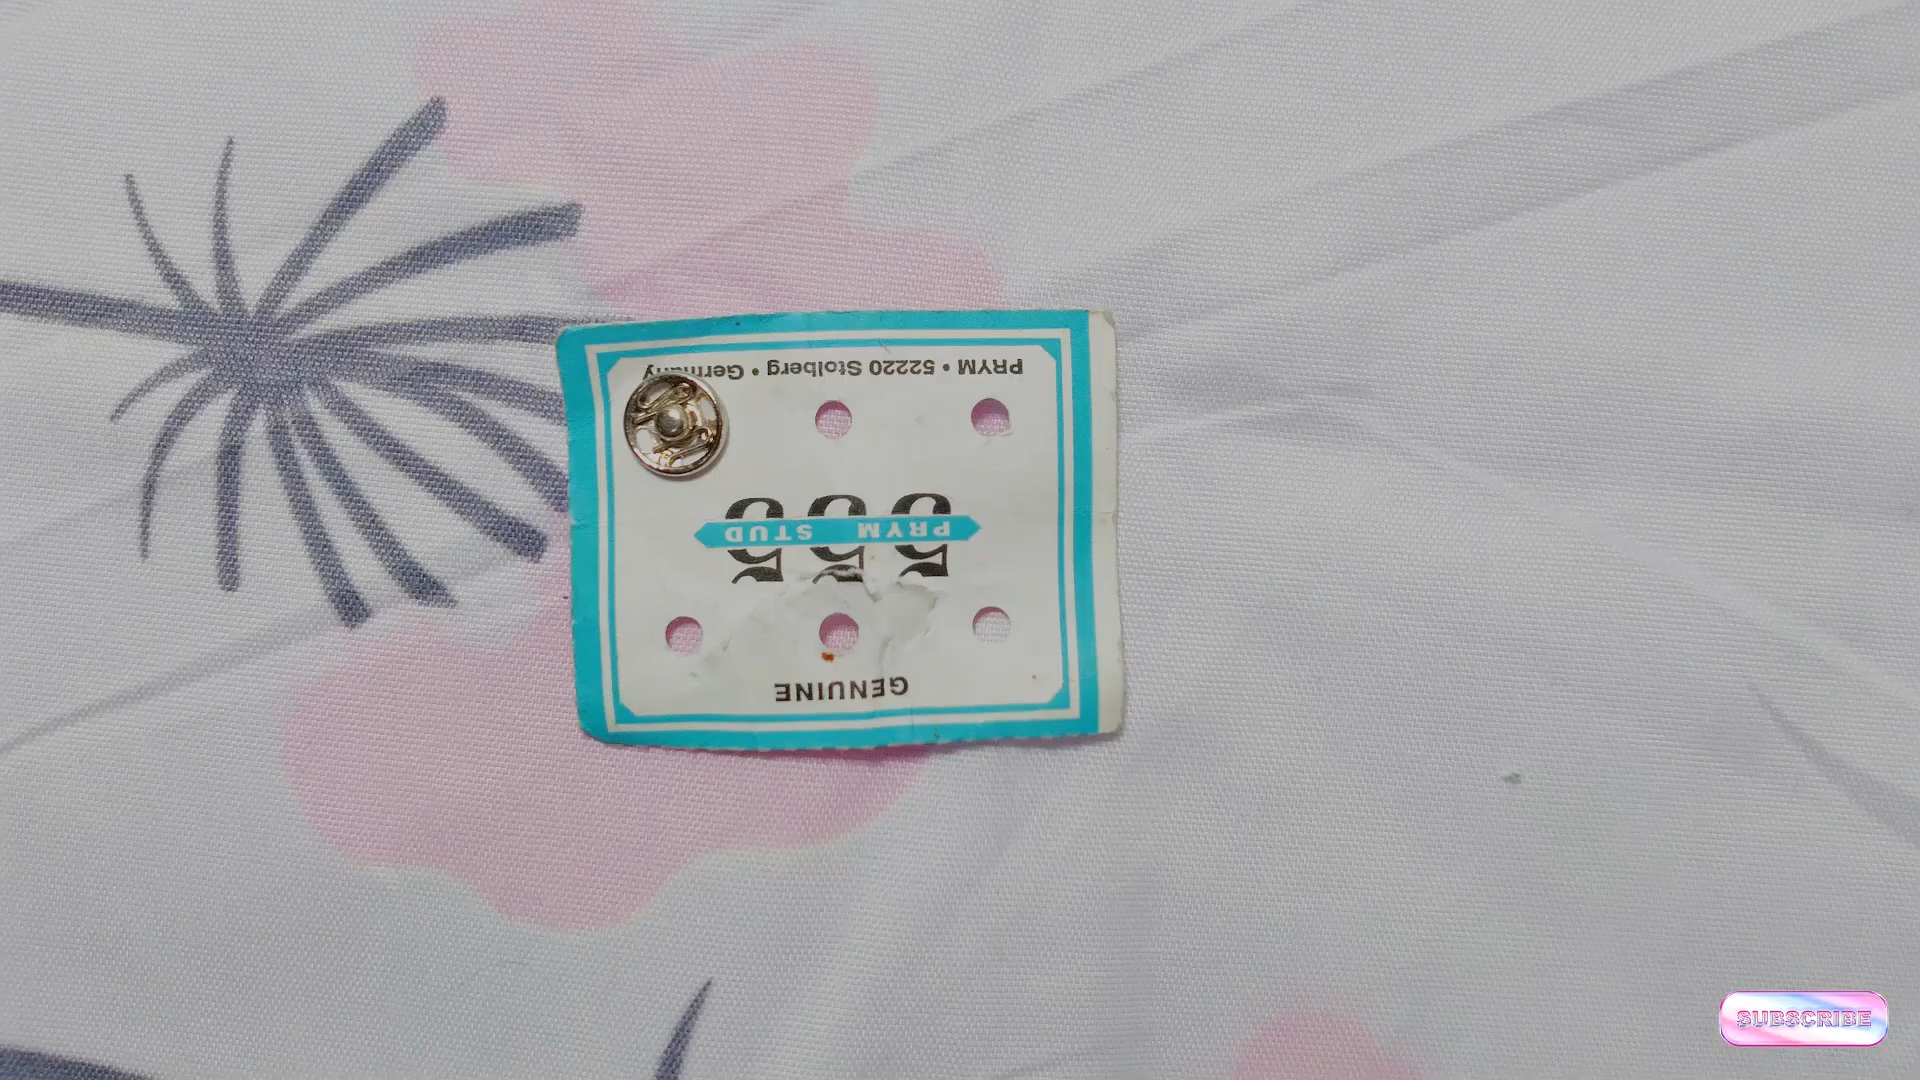 GENUINE
555
PRYM STUD
PRYM • 52220 Stolberg • Germany
SUBSCRIBE